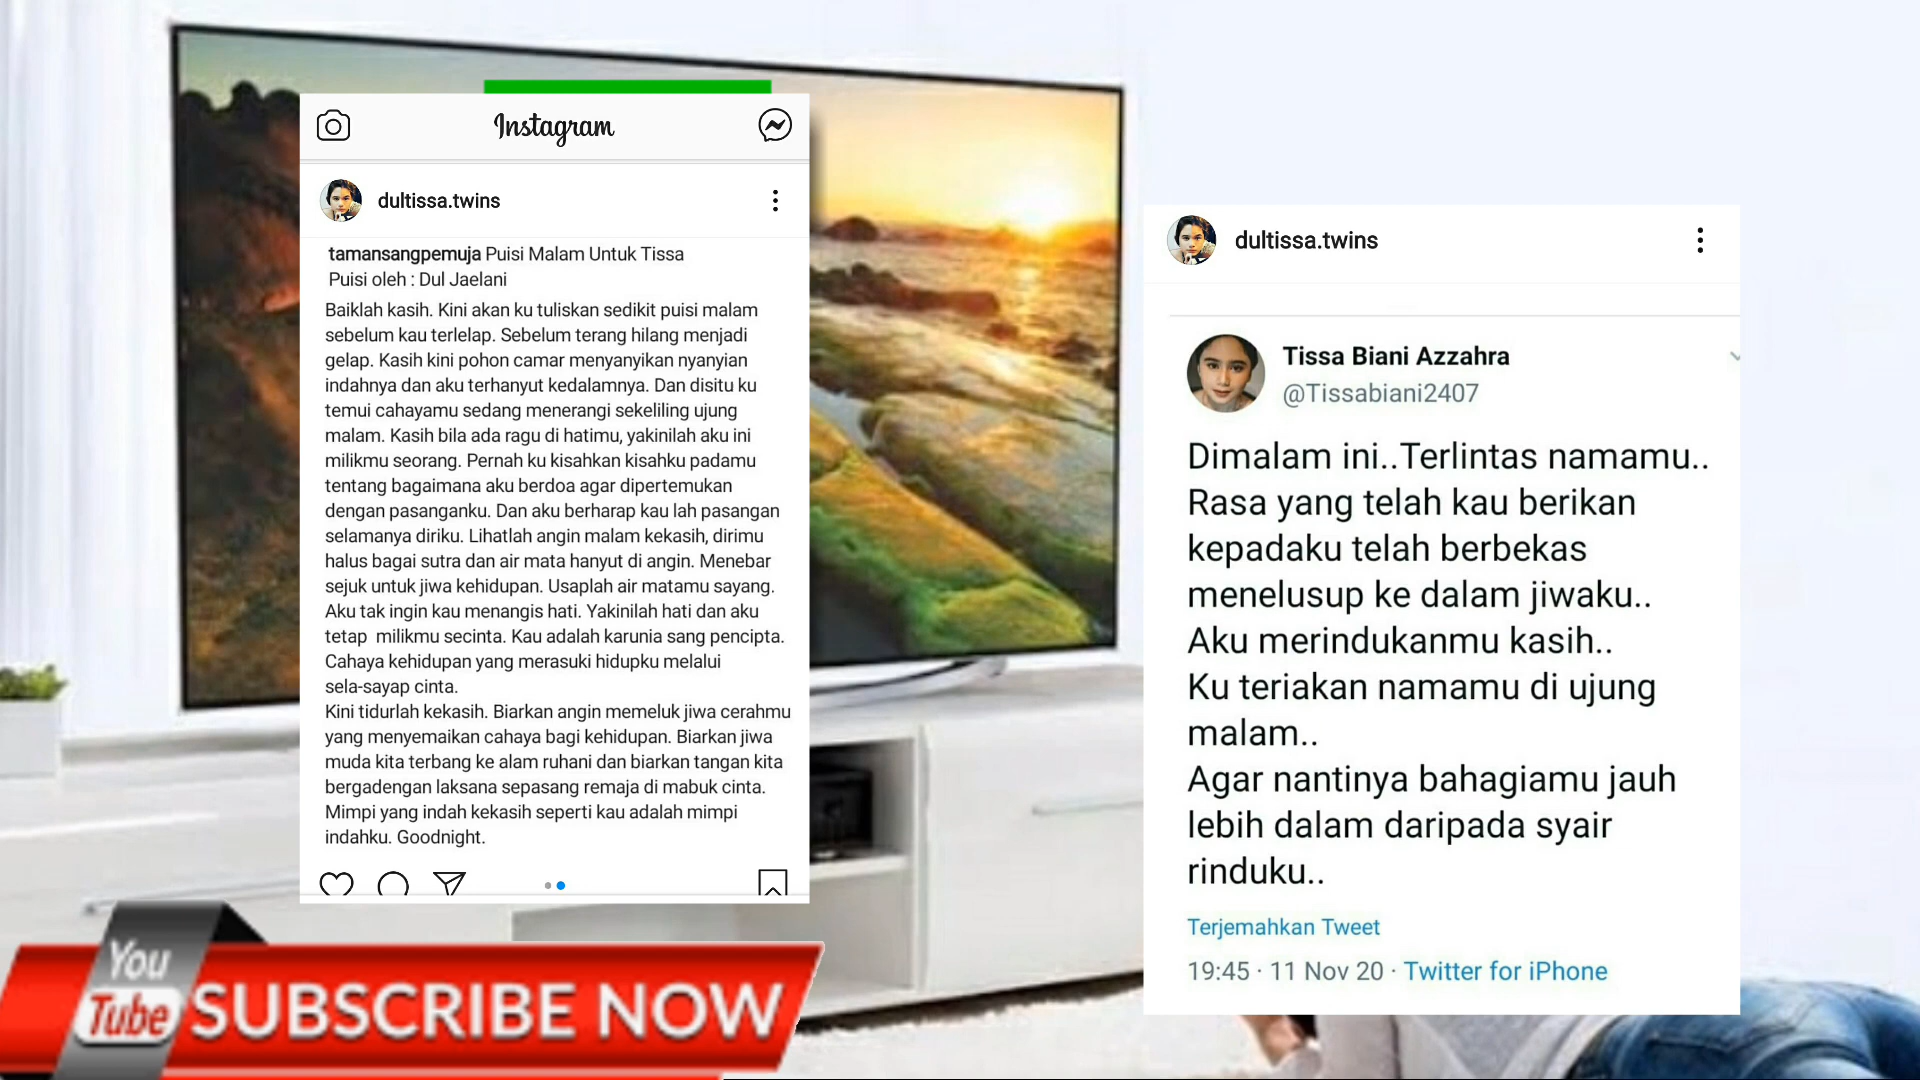 Instagram
dultissa.twins
tamansangpemuja Puisi Malam Untuk Tissa
Puisi oleh : Dul Jaelani
Baiklah kasih. Kini akan ku tuliskan sedikit puisi malam
sebelum kau terlelap. Sebelum terang hilang menjadi
gelap. Kasih kini pohon camar menyanyikan nyanyian
indahnya dan aku terhanyut kedalamnya. Dan disitu ku
temui cahayamu sedang menerangi sekeliling ujung
malam. Kasih bila ada ragu di hatimu, yakinilah aku ini
milikmu seorang. Pernah ku kisahkan kisahku padamu
tentang bagaimana aku berdoa agar dipertemukan
dengan pasanganku. Dan aku berharap kau lah pasangan
selamanya diriku. Lihatlah angin malam kekasih, dirimu
halus bagai sutra dan air mata hanyut di angin. Menebar
sejuk untuk jiwa kehidupan. Usaplah air matamu sayang.
Aku tak ingin kau menangis hati. Yakinilah hati dan aku
tetap  milikmu secinta. Kau adalah karunia sang pencipta.
Cahaya kehidupan yang merasuki hidupku melalui
sela-sayap cinta.
Kini tidurlah kekasih. Biarkan angin memeluk jiwa cerahmu
yang menyemaikan cahaya bagi kehidupan. Biarkan jiwa
muda kita terbang ke alam ruhani dan biarkan tangan kita
bergadengan laksana sepasang remaja di mabuk cinta.
Mimpi yang indah kekasih seperti kau adalah mimpi
indahku. Goodnight.
dultissa.twins
Tissa Biani Azzahra
@Tissabiani2407
Dimalam ini..Terlintas namamu..
Rasa yang telah kau berikan
kepadaku telah berbekas
menelusup ke dalam jiwaku..
Aku merindukanmu kasih..
Ku teriakan namamu di ujung
malam..
Agar nantinya bahagiamu jauh
lebih dalam daripada syair
rinduku..
Terjemahkan Tweet
19:45 · 11 Nov 20 · Twitter for iPhone
You
Tube SUBSCRIBE NOW